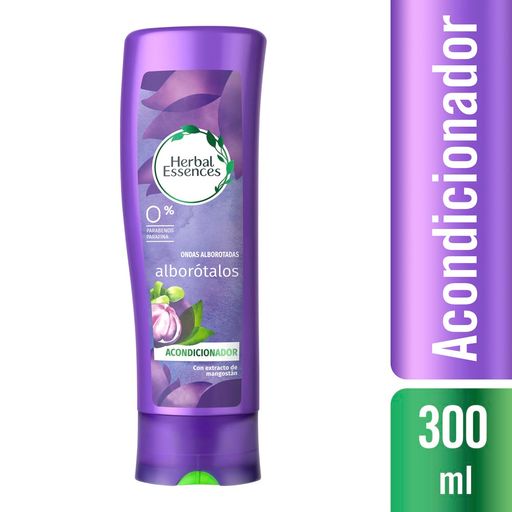 Herbal
Essences
0%
PARABENOS
PARAFINA
ONDAS ALBOROTADAS
alborótalos
ACONDICIONADOR
Con extracto de
mangostán
Acondicionador
300
ml